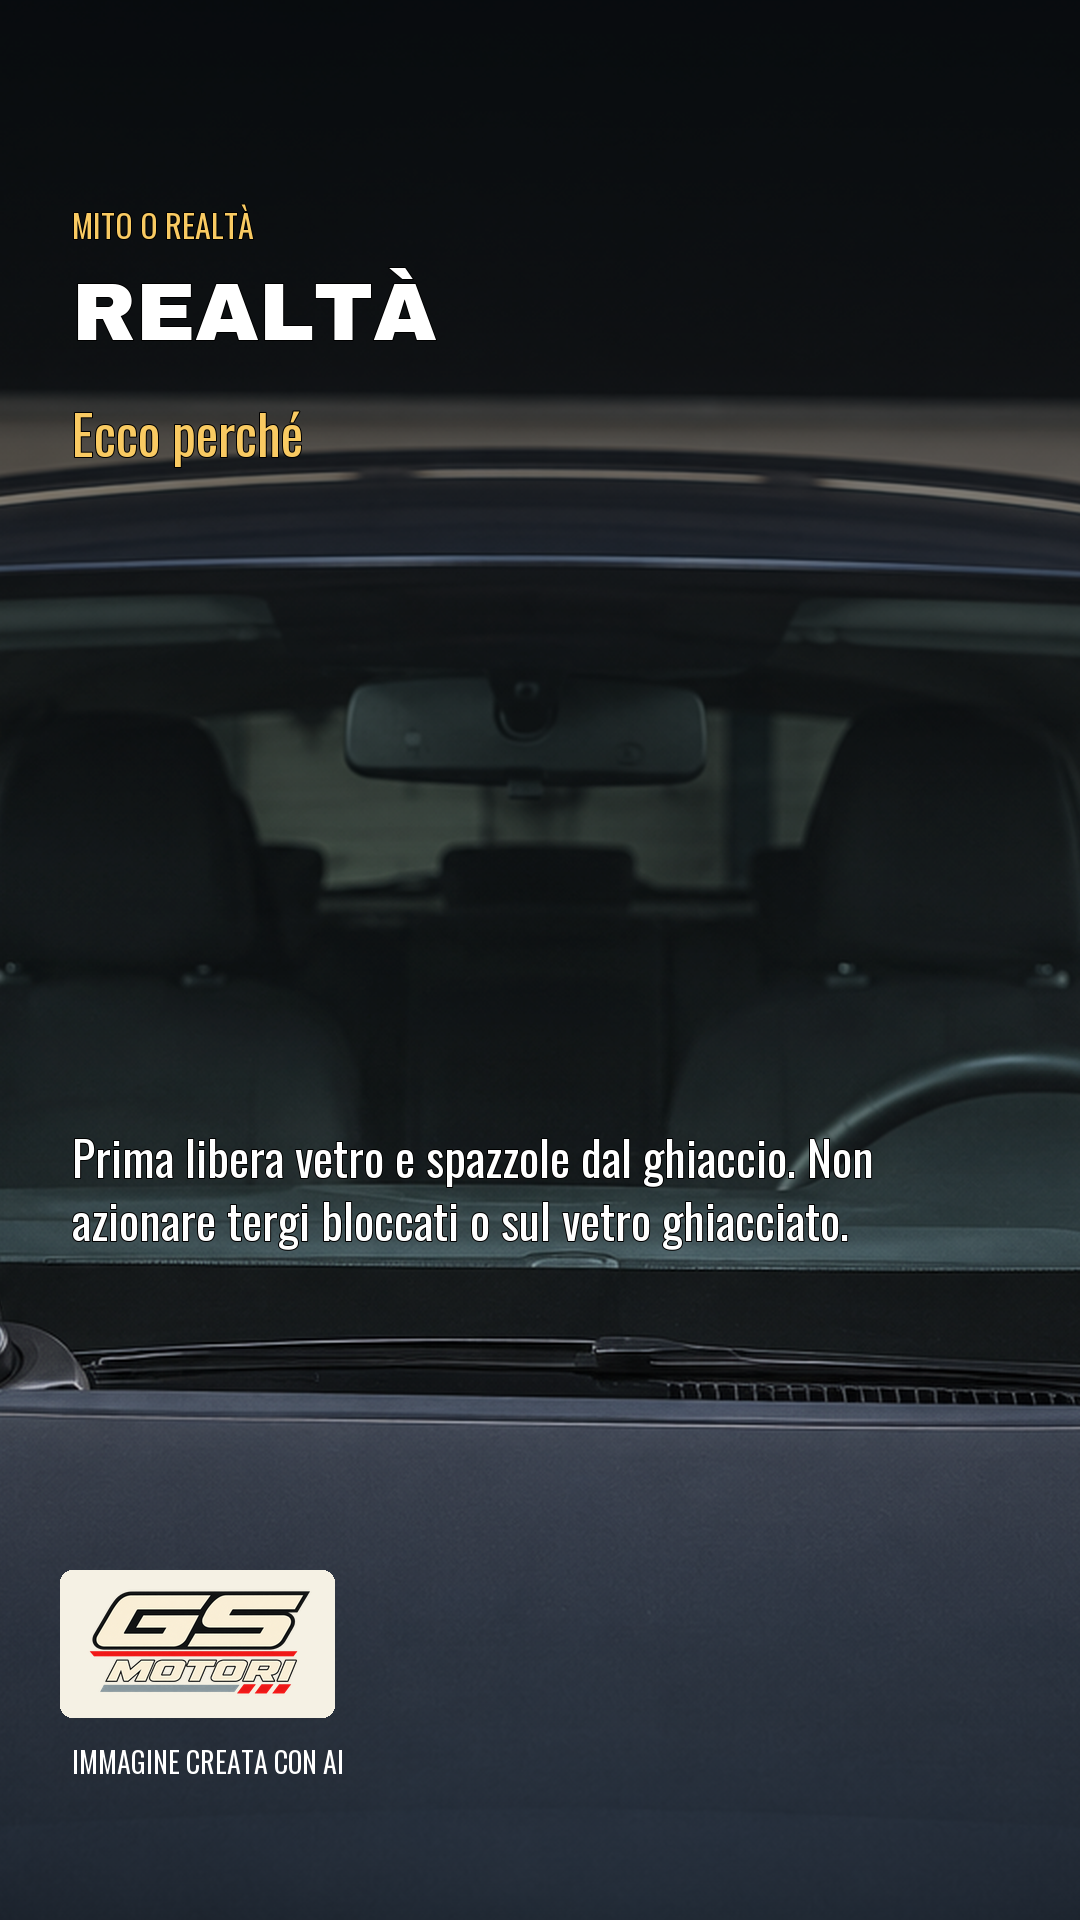 MITO O REALTÀ
REALTÀ
Ecco perché
Prima libera vetro e spazzole dal ghiaccio. Non
azionare tergi bloccati o sul vetro ghiacciato.
GS
MOTORI
IMMAGINE CREATA CON AI